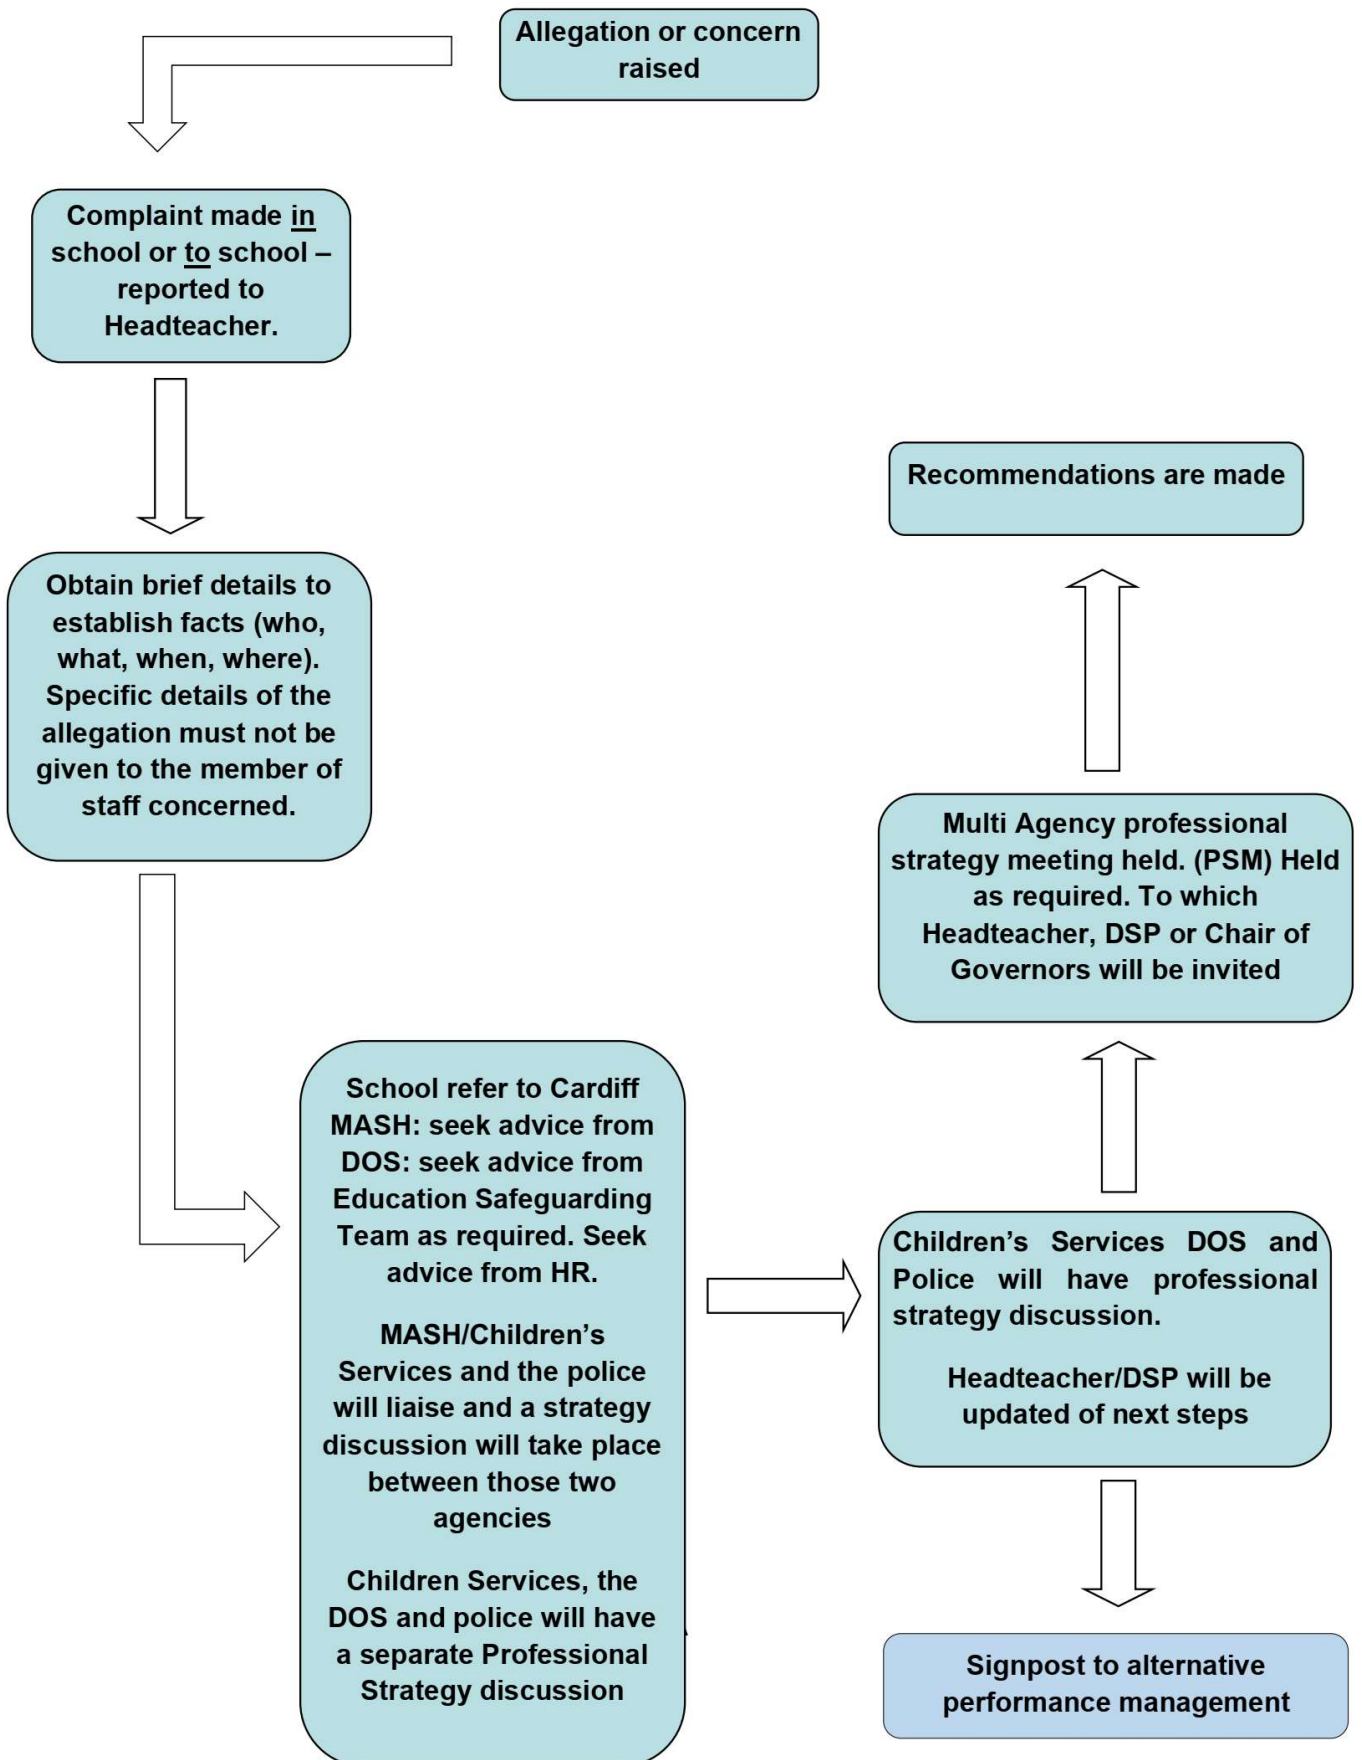 Allegation or concern
raised
Complaint made in
school or to school –
reported to
Headteacher.
Obtain brief details to
establish facts (who,
what, when, where).
Specific details of the
allegation must not be
given to the member of
staff concerned.
School refer to Cardiff
MASH: seek advice from
DOS: seek advice from
Education Safeguarding
Team as required. Seek
advice from HR.
MASH/Children’s
Services and the police
will liaise and a strategy
discussion will take place
between those two
agencies
Children Services, the
DOS and police will have
a separate Professional
Strategy discussion
Children’s Services DOS and
Police will have professional
strategy discussion.
Headteacher/DSP will be
updated of next steps
Multi Agency professional
strategy meeting held. (PSM) Held
as required. To which
Headteacher, DSP or Chair of
Governors will be invited
Recommendations are made
Signpost to alternative
performance management